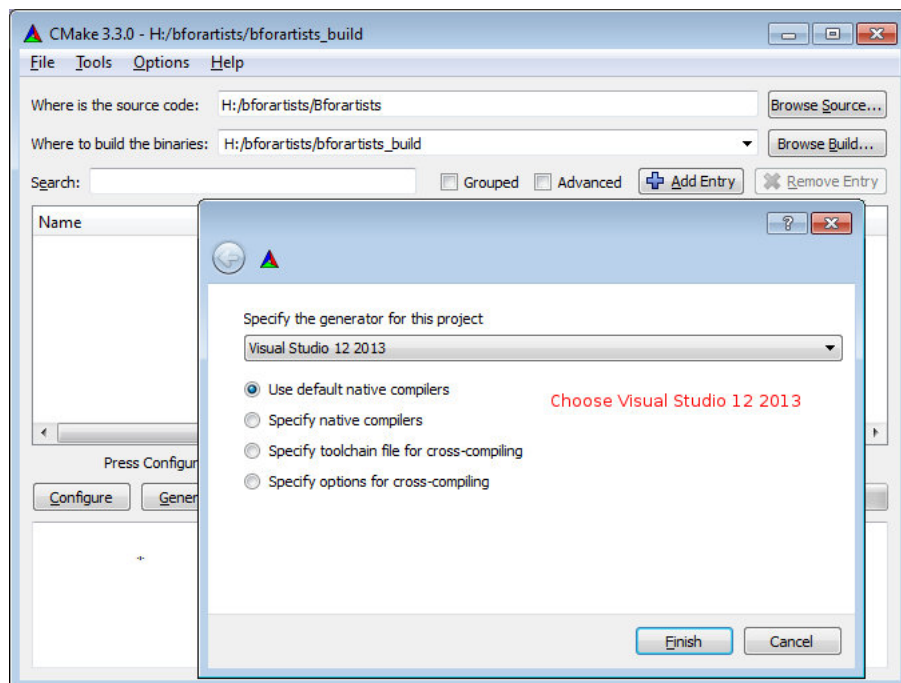 CMake 3.3.0 - H:/bforartists/bforartists_build
File Tools Options Help
Where is the source code: H:/bforartists/Bforartists Browse Source...
Where to build the binaries: H:/bforartists/bforartists_build Browse Build...
Search: Grouped Advanced Add Entry Remove Entry
Name
Specify the generator for this project
Visual Studio 12 2013
Use default native compilers
Choose Visual Studio 12 2013
Specify native compilers
Specify toolchain file for cross-compiling
Specify options for cross-compiling
Press Configur
Configure Gener
Finish Cancel